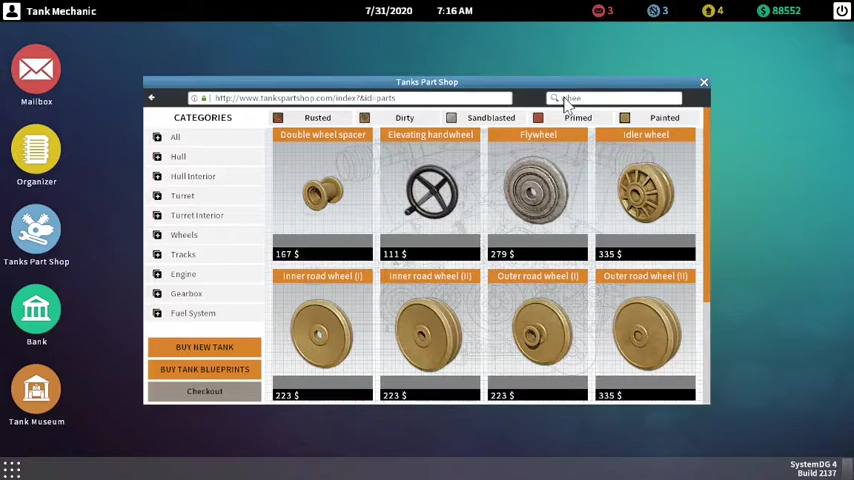 Tank Mechanic 7/31/2020 7:16 AM 3 3 4 88552
Mailbox
Organizer
Tanks Part Shop
Bank
Tank Museum
Tanks Part Shop
http://www.tankspartshop.com/index?&id=parts
CATEGORIES
All
Hull
Hull Interior
Turret
Turret Interior
Wheels
Tracks
Engine
Gearbox
Fuel System
BUY NEW TANK
BUY TANK BLUEPRINTS
Checkout
Rusted Dirty Sandblasted Primed Painted
Double wheel spacer Elevating handwheel Flywheel Idler wheel
167 $ 111 $ 279 $ 335 $
Inner road wheel (I) Inner road wheel (II) Outer road wheel (I) Outer road wheel (II)
223 $ 223 $ 223 $ 335 $
SystemDG 4
Build 2137